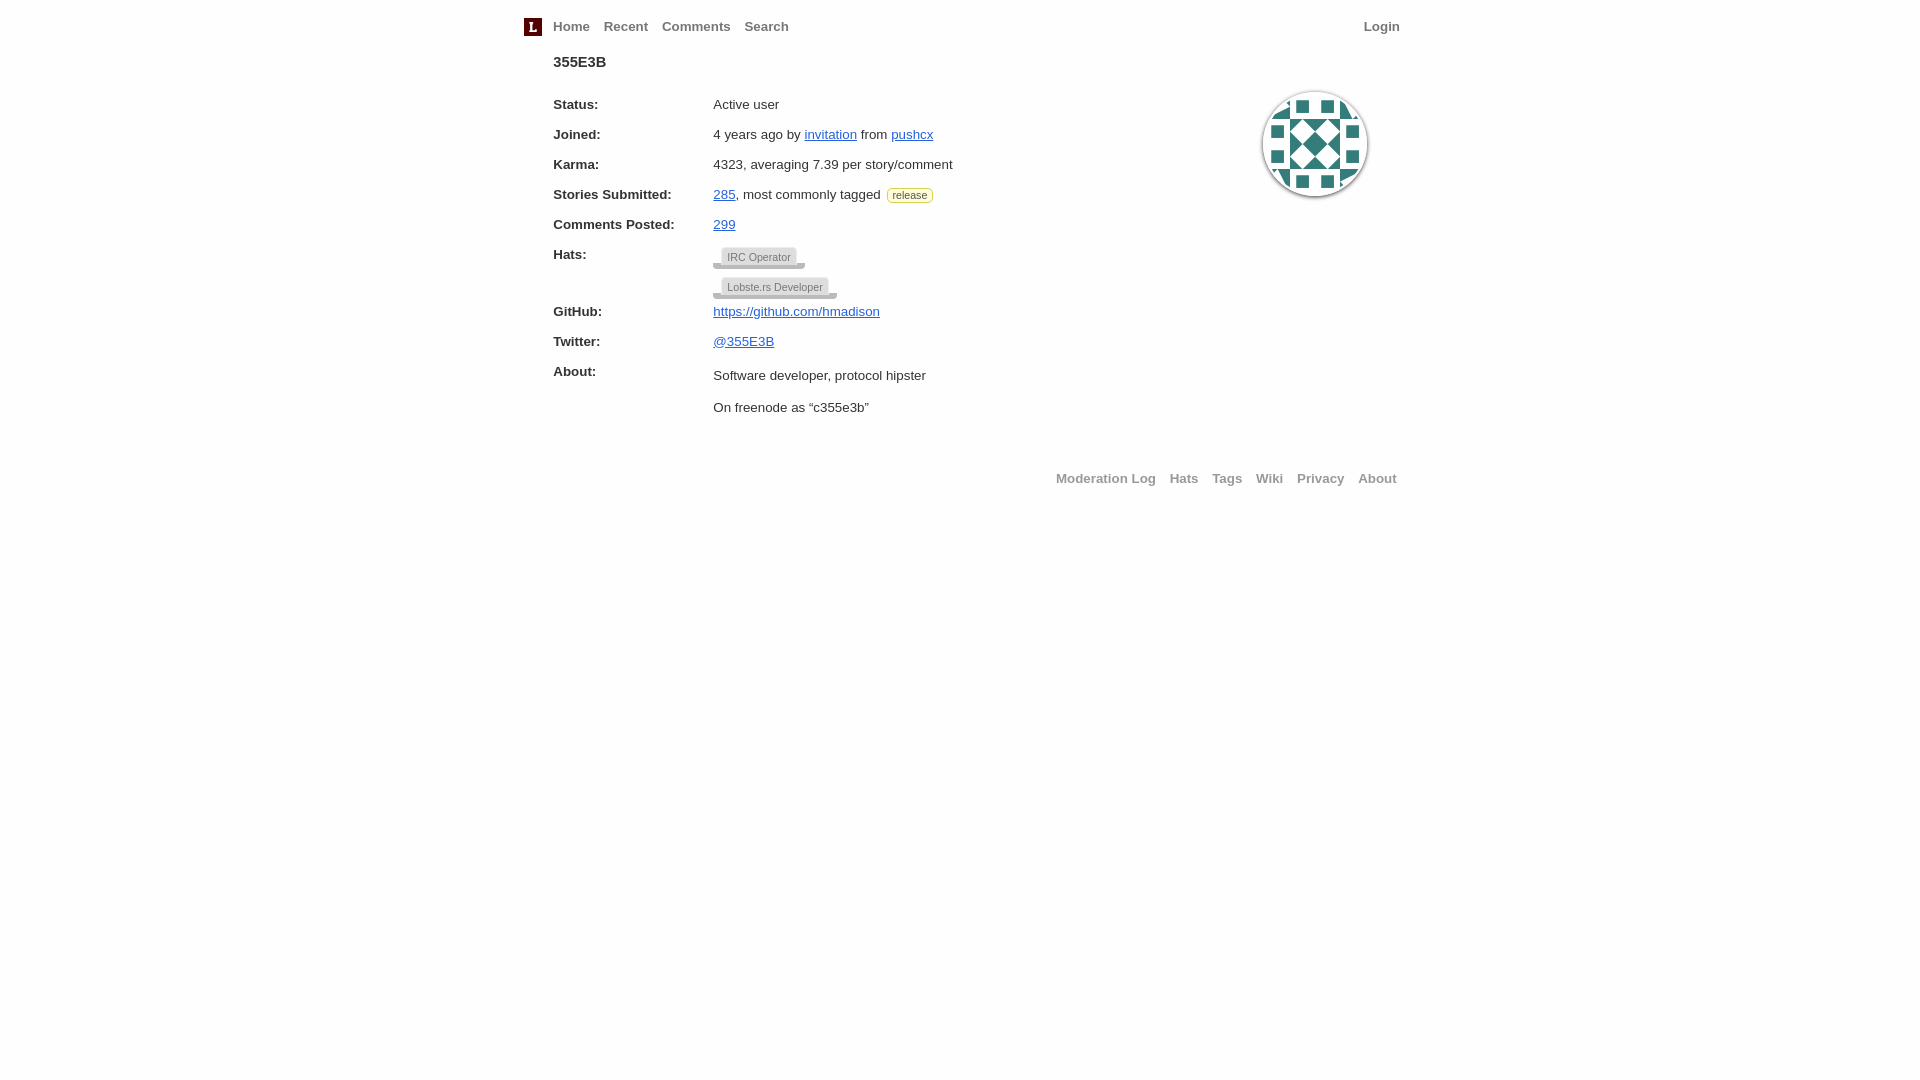 L Home Recent Comments Search Login
355E3B
Status: Active user
Joined: 4 years ago by invitation from pushcx
Karma: 4323, averaging 7.39 per story/comment
Stories Submitted: 285, most commonly tagged release
Comments Posted: 299
Hats: IRC Operator
Lobste.rs Developer
GitHub: https://github.com/hmadison
Twitter: @355E3B
About: Software developer, protocol hipster
On freenode as “c355e3b”
Moderation Log Hats Tags Wiki Privacy About